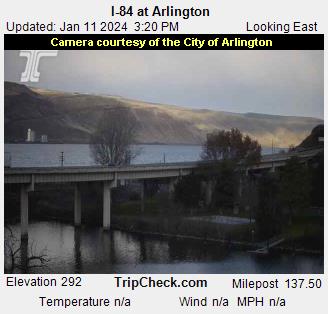 I-84 at Arlington
Updated: Jan 11 2024 3:20 PM Looking East
Camera courtesy of the City of Arlington
Elevation 292 TripCheck.com Milepost 137.50
Temperature n/a Wind n/a MPH n/a